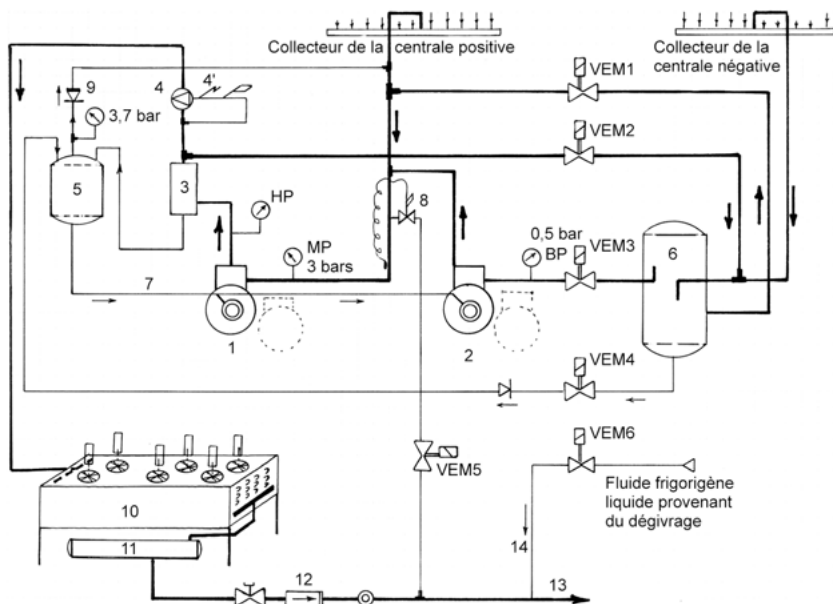 Collecteur de la centrale positive
Collecteur de la
centrale négative
VEM1
9
4
4'
3,7 bar
VEM2
5
3
HP
8
MP
3 bars
0,5 bar
BP
VEM3
6
7
1
2
VEM4
VEM6
VEM5
Fluide frigorigène
liquide provenant
du dégivrage
10
11
12
14
13